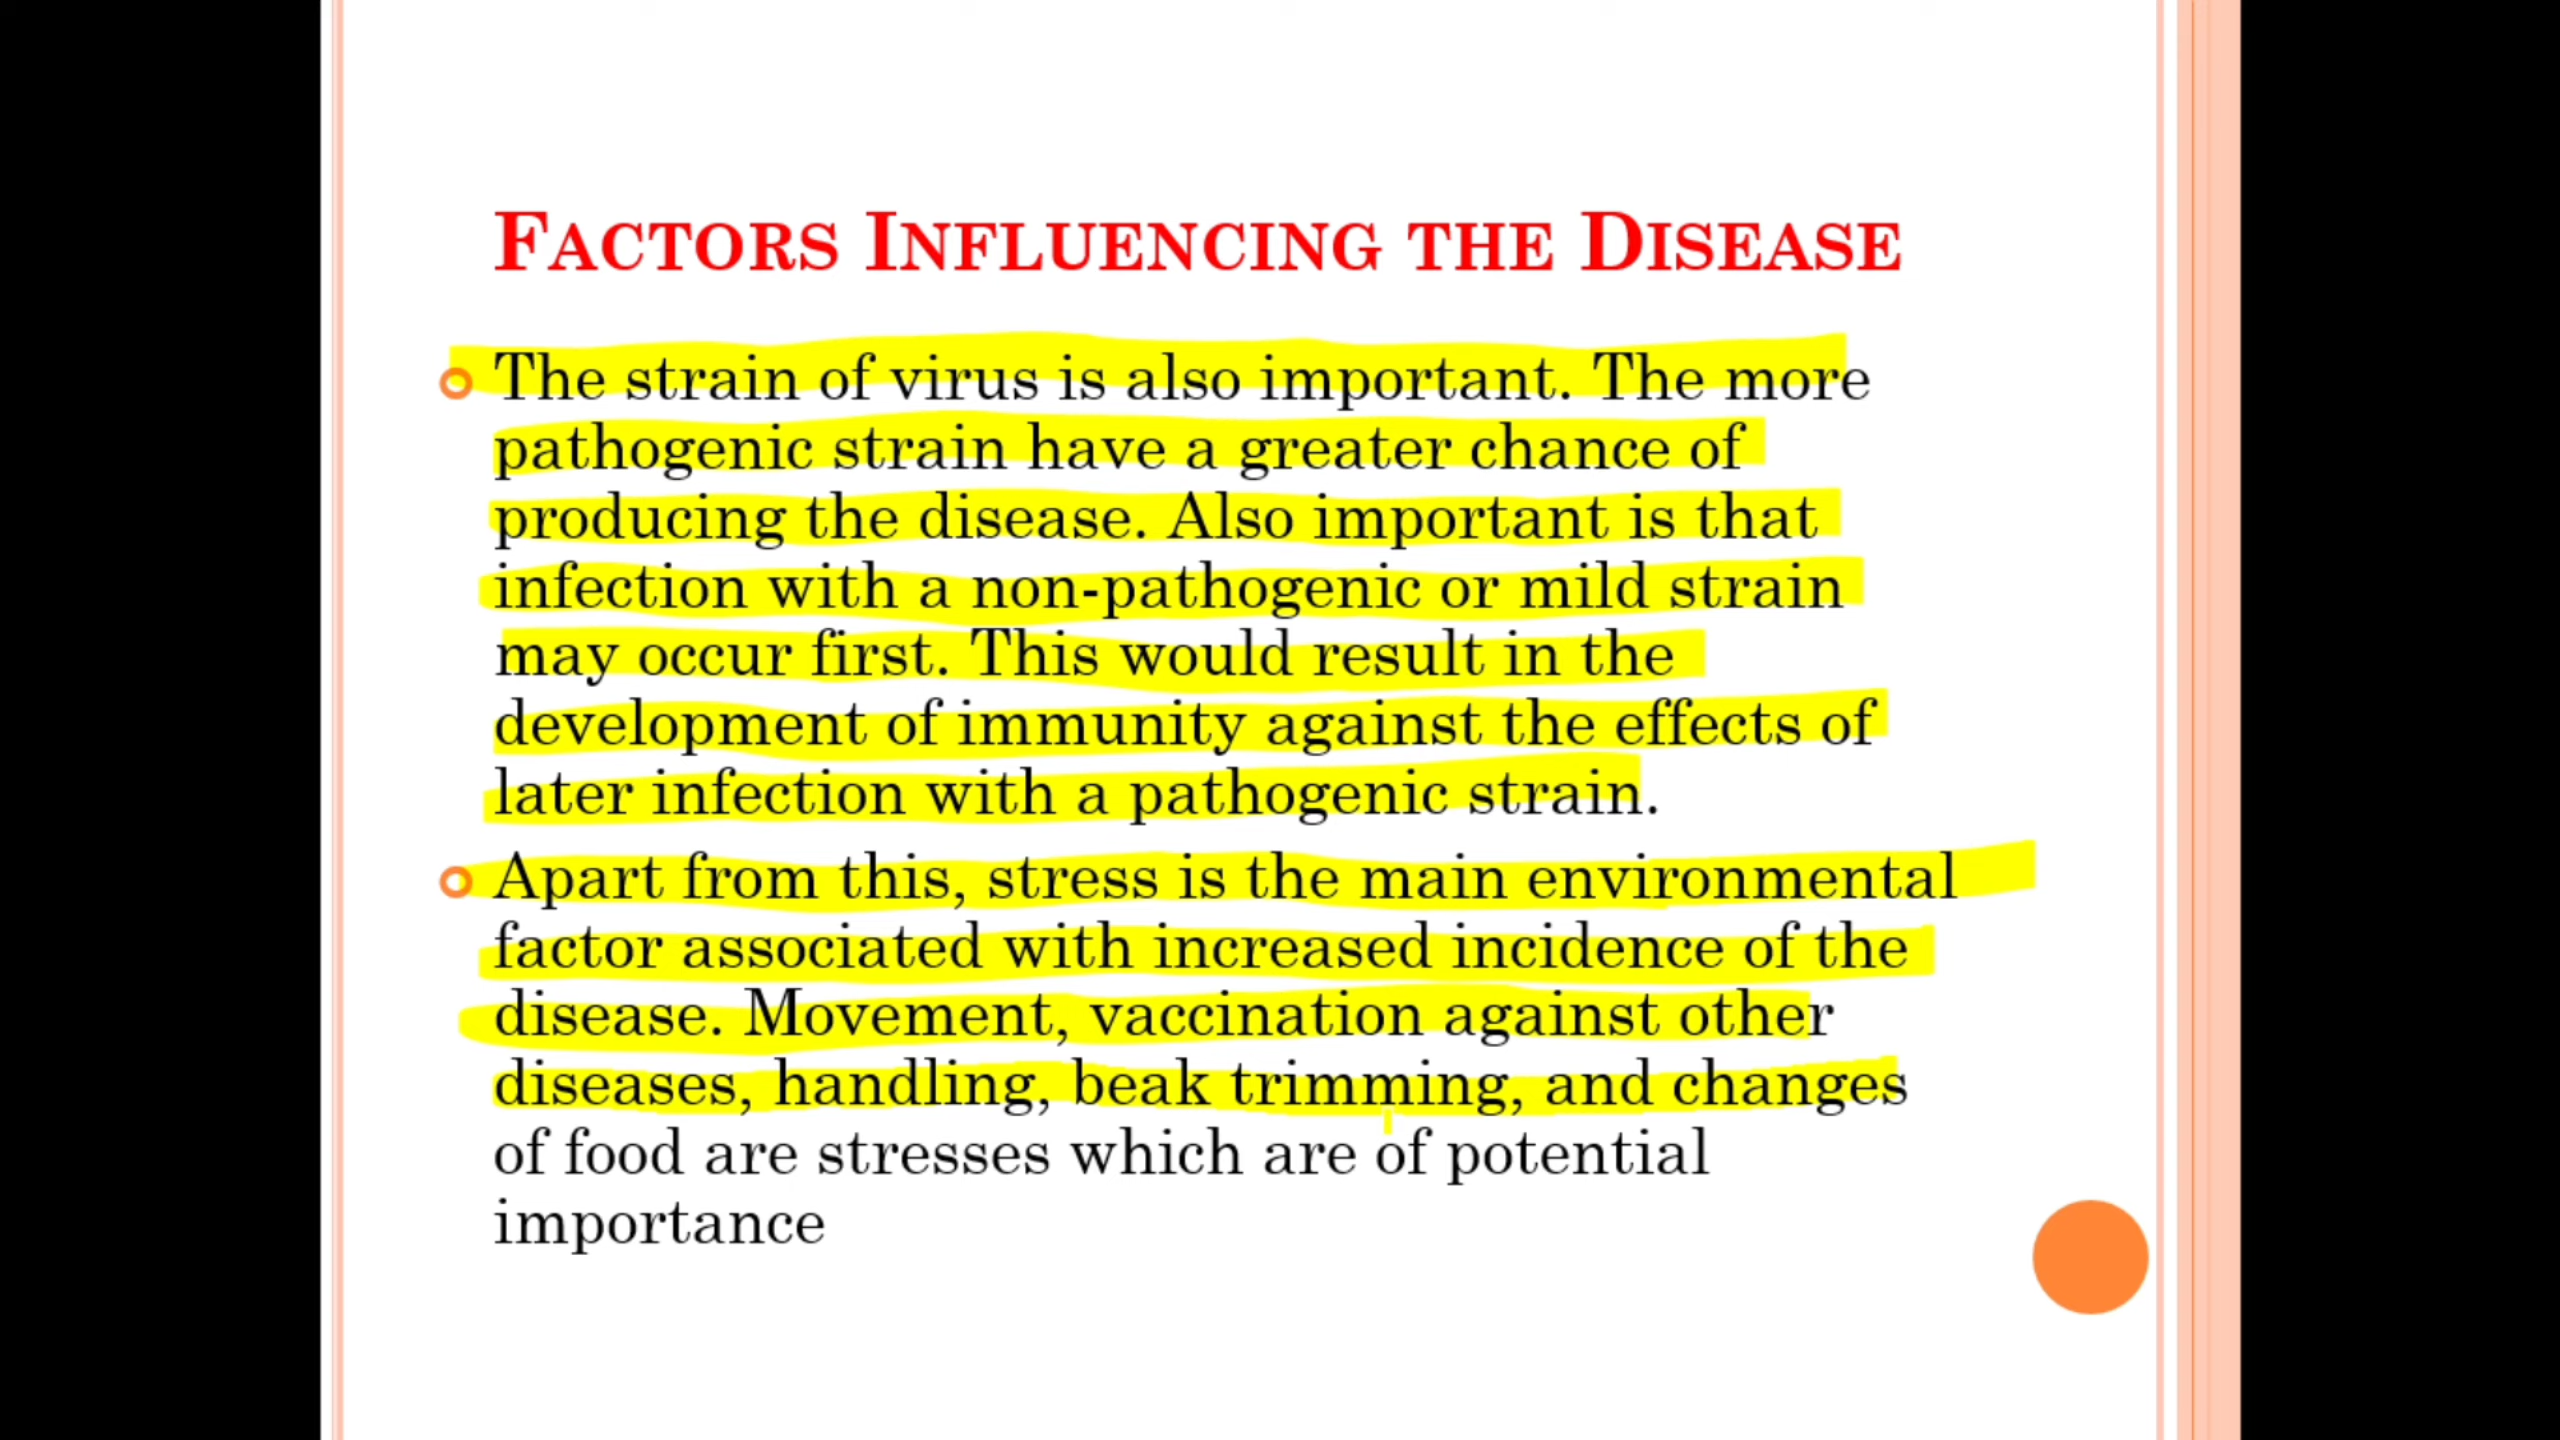 FACTORS INFLUENCING THE DISEASE
The strain of virus is also important. The more
pathogenic strain have a greater chance of
producing the disease. Also important is that
infection with a non-pathogenic or mild strain
may occur first. This would result in the
development of immunity against the effects of
later infection with a pathogenic strain.
Apart from this, stress is the main environmental
factor associated with increased incidence of the
disease. Movement, vaccination against other
diseases, handling, beak trimming, and changes
of food are stresses which are of potential
importance